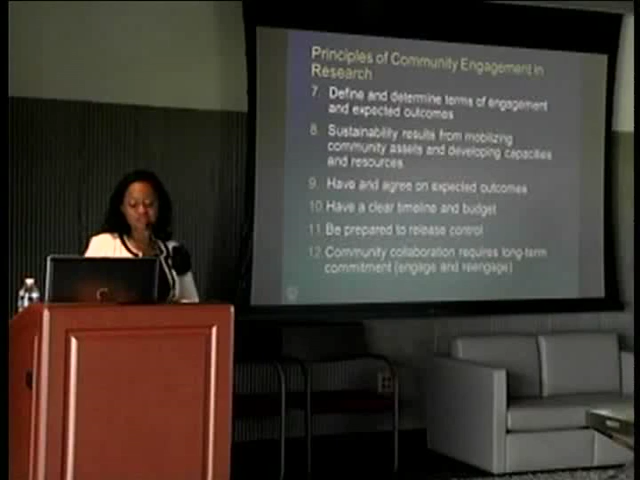 Principles of Community Engagement in
Research
7. Define and determine terms of engagement
and expected outcomes
8. Sustainability results from mobilizing
community assets and developing capacities
and resources
9. Have and agree on expected outcomes
10. Have a clear timeline and budget
11. Be prepared to release control
12. Community collaboration requires long-term
commitment (engage and reengage)